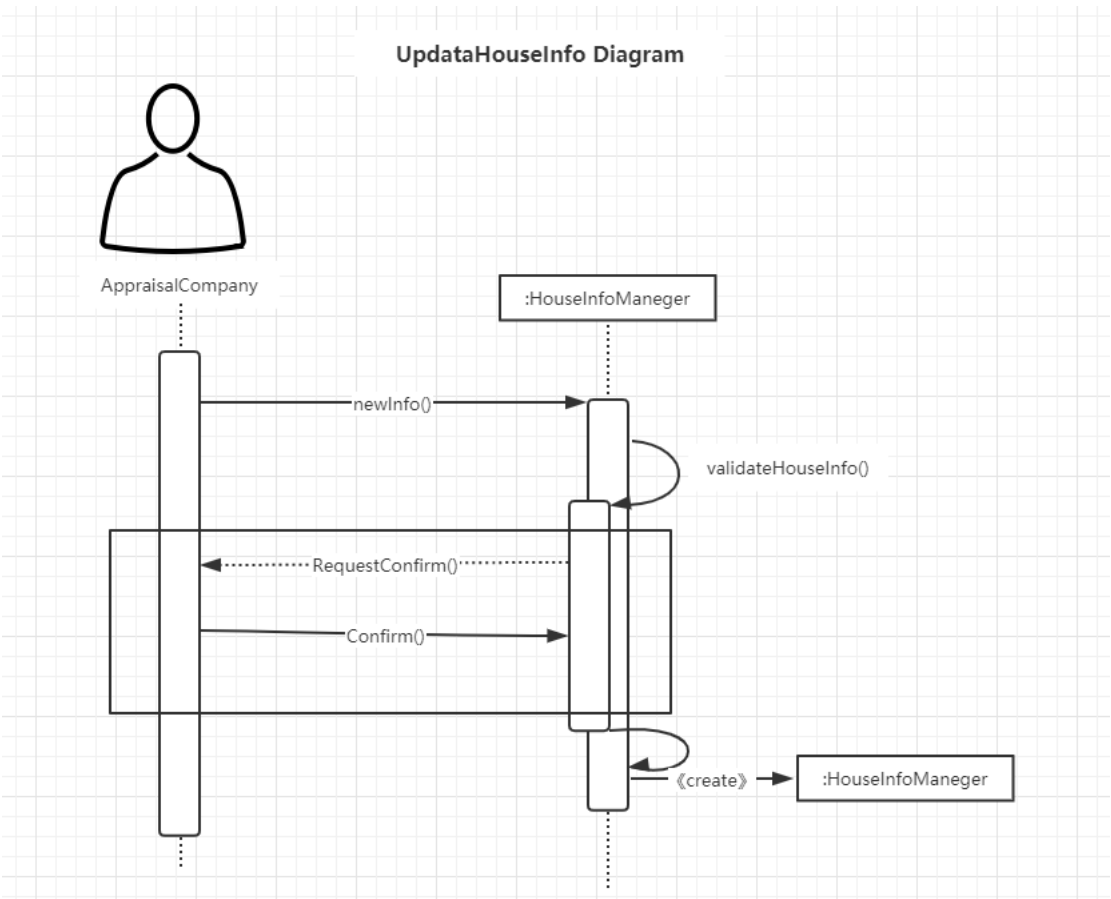 UpdataHouseInfo Diagram
AppraisalCompany
:HouseInfoManeger
newInfo()
validateHouseInfo()
RequestConfirm()
Confirm()
《create》
:HouseInfoManeger